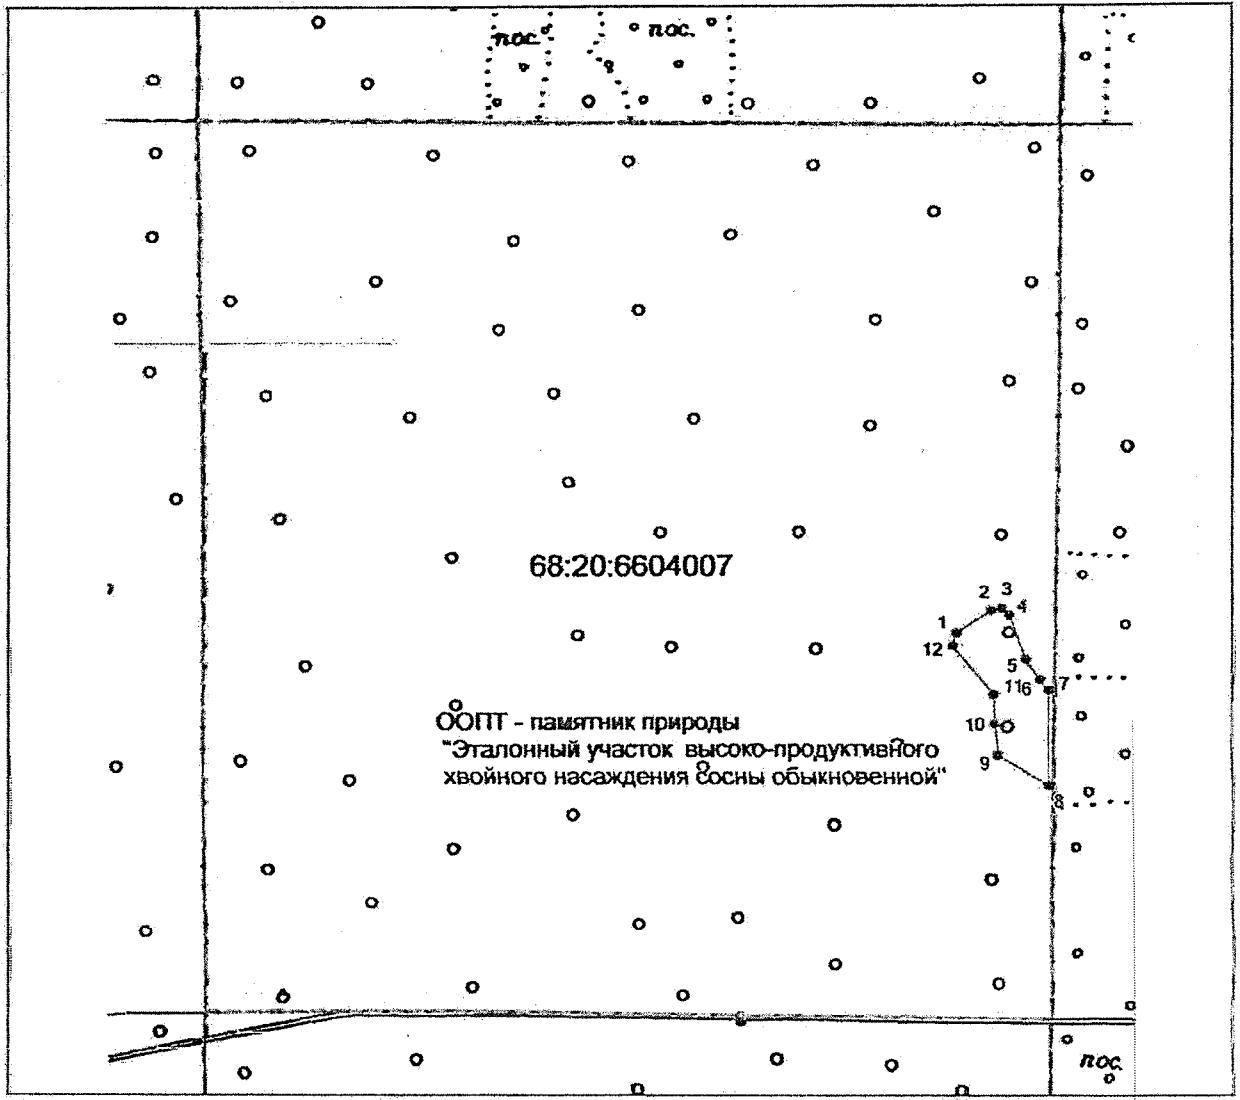 пос.
пос.
68:20:6604007
2
3
4
1
12
5
11
6
7
10
9
8
ООПТ - памятник природы
"Эталонный участок высоко-продуктивного
хвойного насаждения сосны обыкновенной"
пос.